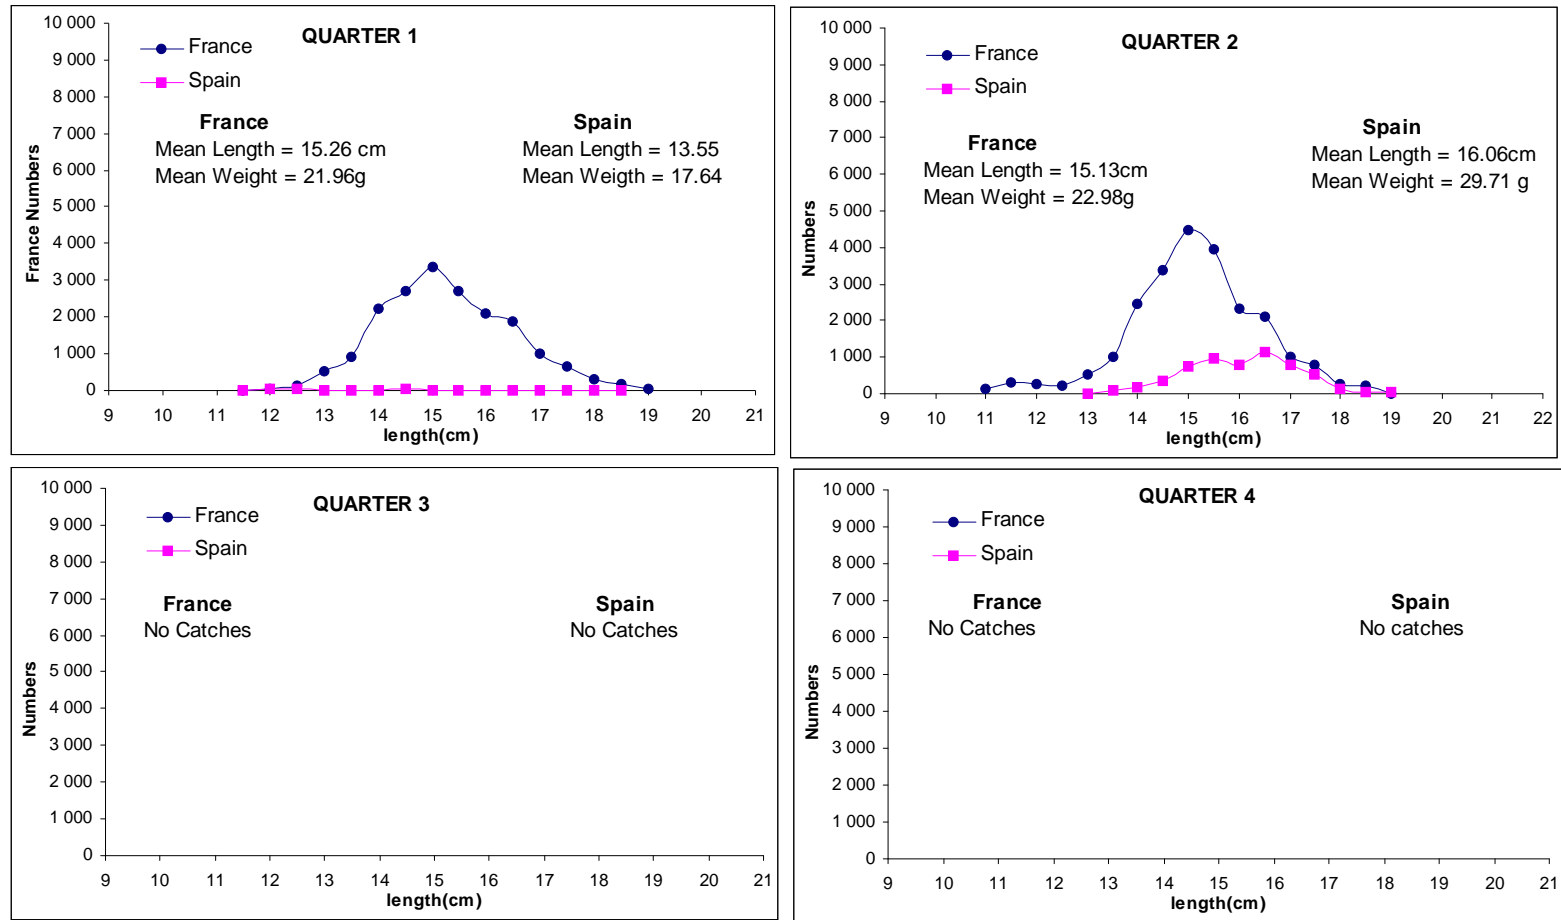 QUARTER 1
France
Spain
France
Mean Length = 15.26 cm
Mean Weight = 21.96g
Spain
Mean Length = 13.55
Mean Weigth = 17.64
France Numbers
10 000
9 000
8 000
7 000
6 000
5 000
4 000
3 000
2 000
1 000
0
9 10 11 12 13 14 15 16 17 18 19 20 21
length(cm)
QUARTER 2
France
Spain
France
Mean Length = 15.13cm
Mean Weight = 22.98g
Spain
Mean Length = 16.06cm
Mean Weight = 29.71 g
Numbers
10 000
9 000
8 000
7 000
6 000
5 000
4 000
3 000
2 000
1 000
0
9 10 11 12 13 14 15 16 17 18 19 20 21 22
length(cm)
QUARTER 3
France
Spain
France
No Catches
Spain
No Catches
Numbers
10 000
9 000
8 000
7 000
6 000
5 000
4 000
3 000
2 000
1 000
0
9 10 11 12 13 14 15 16 17 18 19 20 21
length(cm)
QUARTER 4
France
Spain
France
No Catches
Spain
No catches
Numbers
10 000
9 000
8 000
7 000
6 000
5 000
4 000
3 000
2 000
1 000
0
9 10 11 12 13 14 15 16 17 18 19 20 21
length(cm)